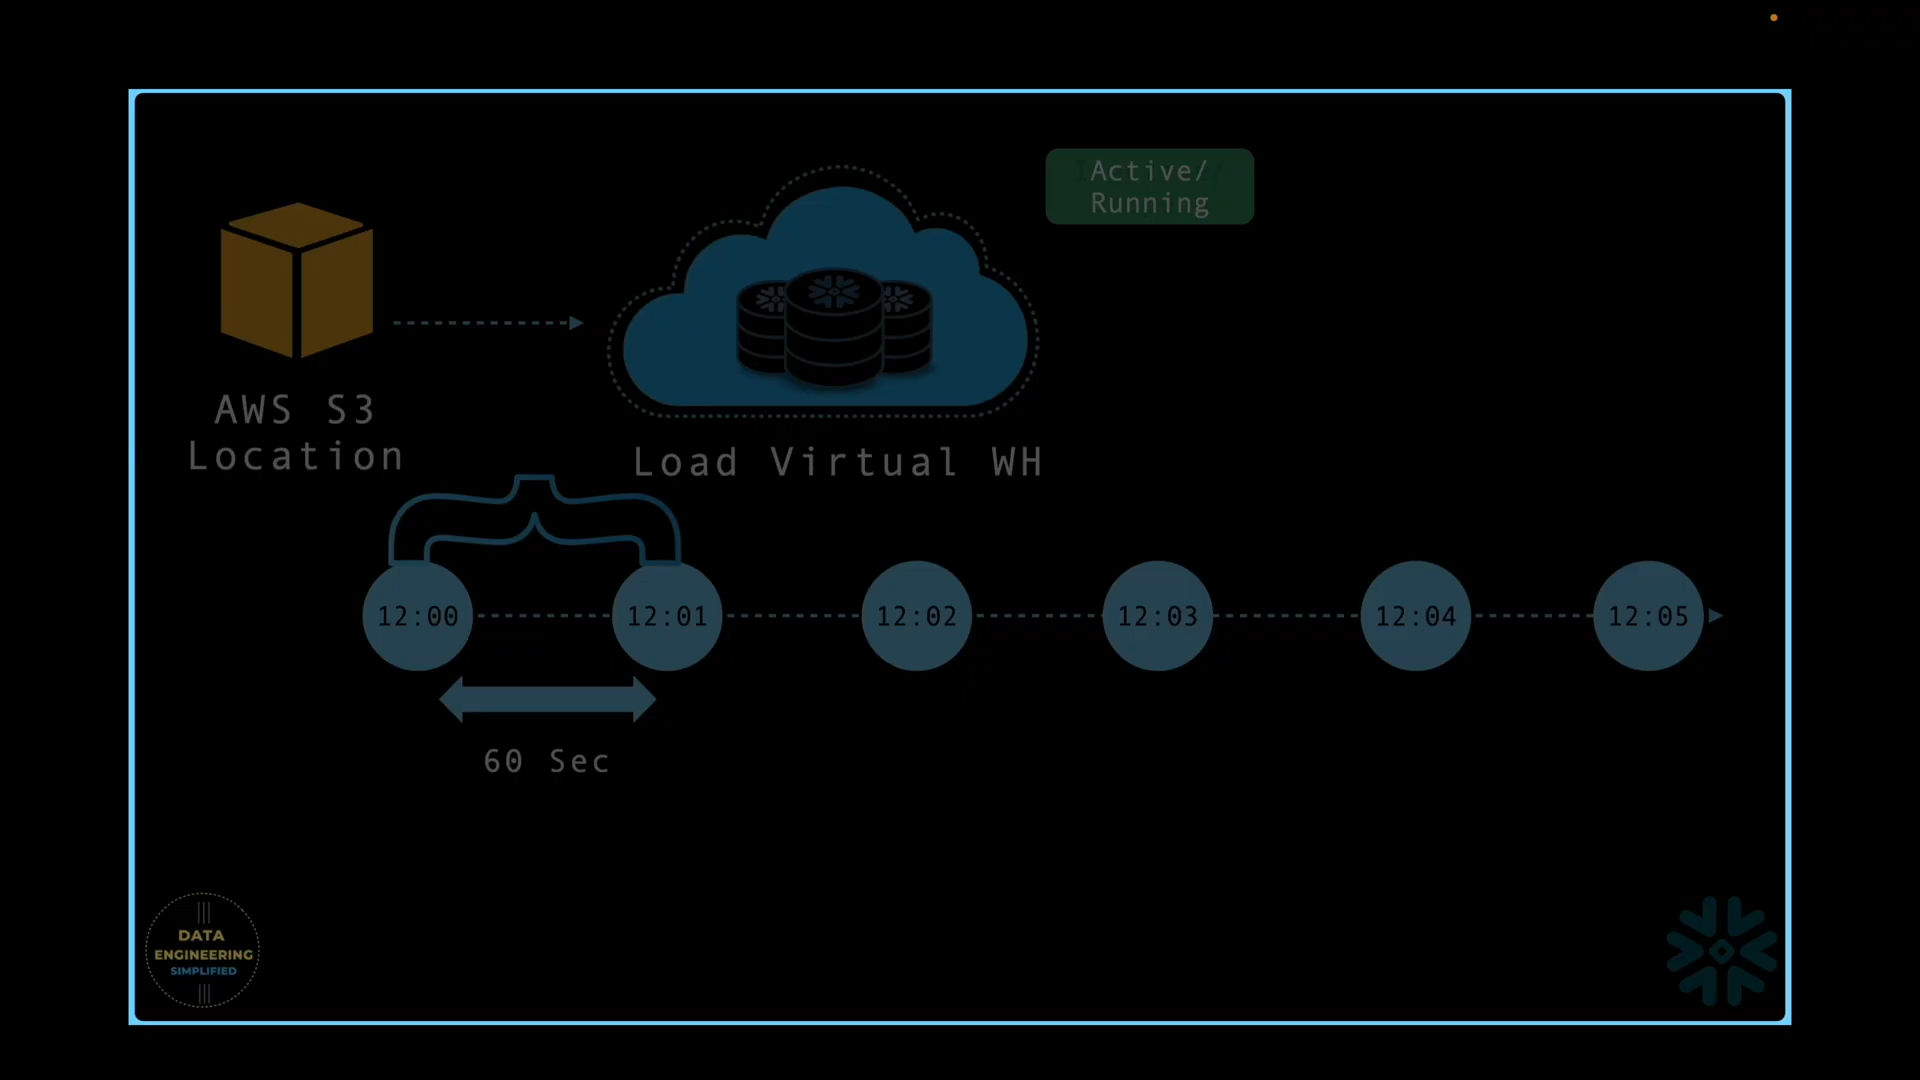 Active/
Running
AWS S3
Location
Load Virtual WH
12:00
12:01
12:02
12:03
12:04
12:05
60 Sec
DATA
ENGINEERING
SIMPLIFIED